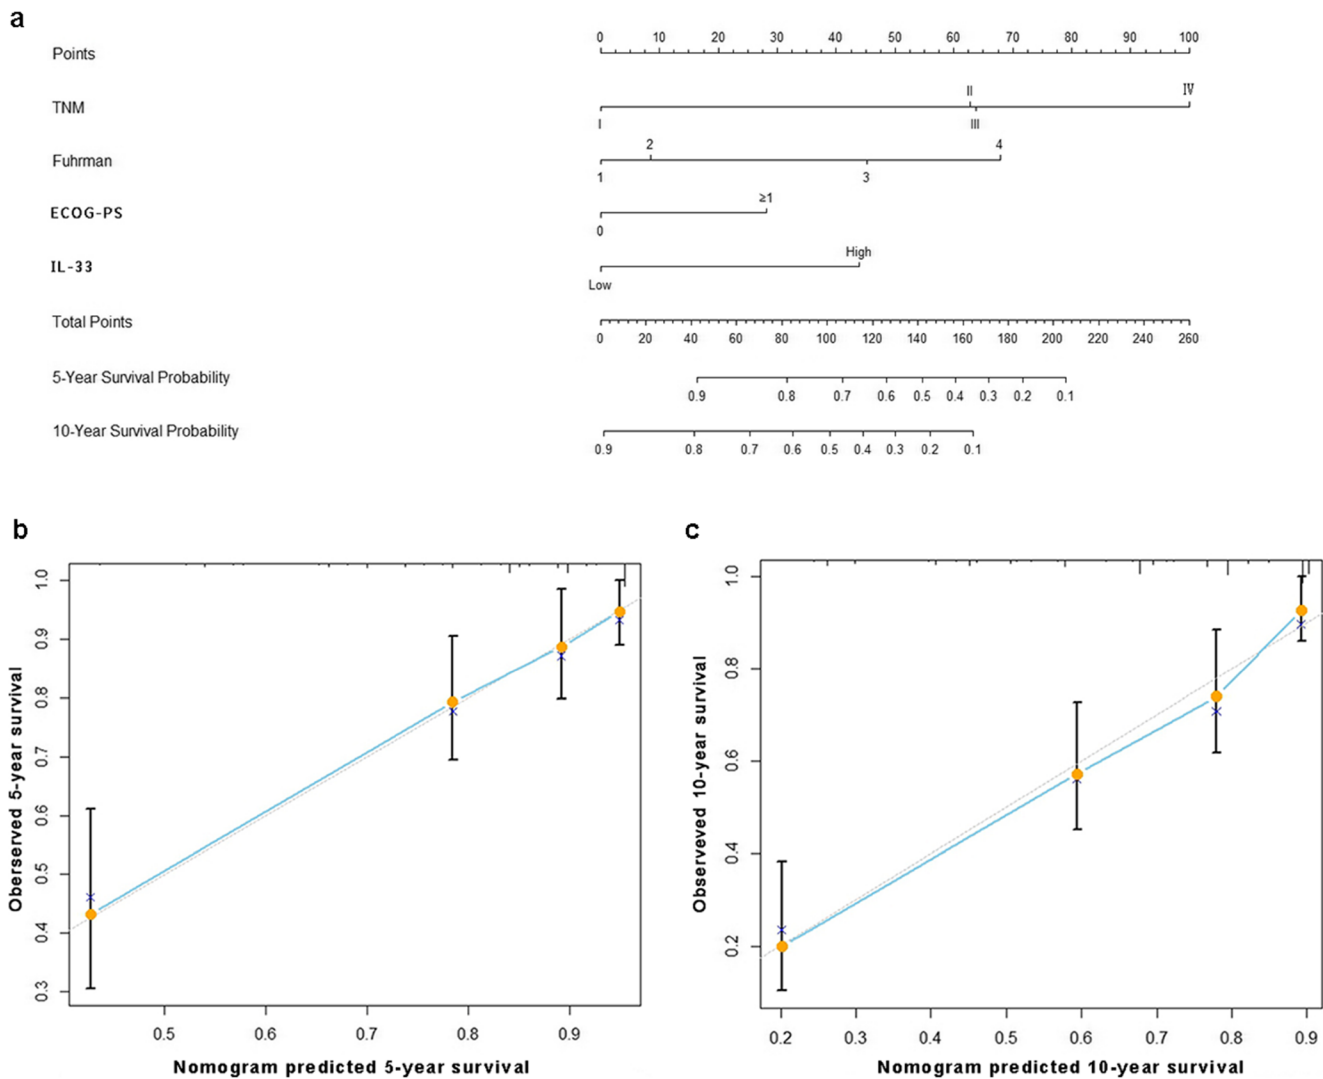 a
Points
0 10 20 30 40 50 60 70 80 90 100
TNM
II IV
I III
Fuhrman
2 4
1 3
ECOG-PS
≥1
0
IL-33
High
Low
Total Points
0 20 40 60 80 100 120 140 160 180 200 220 240 260
5-Year Survival Probability
0.9 0.8 0.7 0.6 0.5 0.4 0.3 0.2 0.1
10-Year Survival Probability
0.9 0.8 0.7 0.6 0.5 0.4 0.3 0.2 0.1
b
Oberserved 5-year survival
1.0
0.9
0.8
0.7
0.6
0.5
0.4
0.3
0.5 0.6 0.7 0.8 0.9
Nomogram predicted 5-year survival
c
Observeved 10-year survival
1.0
0.8
0.6
0.4
0.2
0.2 0.3 0.4 0.5 0.6 0.7 0.8 0.9
Nomogram predicted 10-year survival